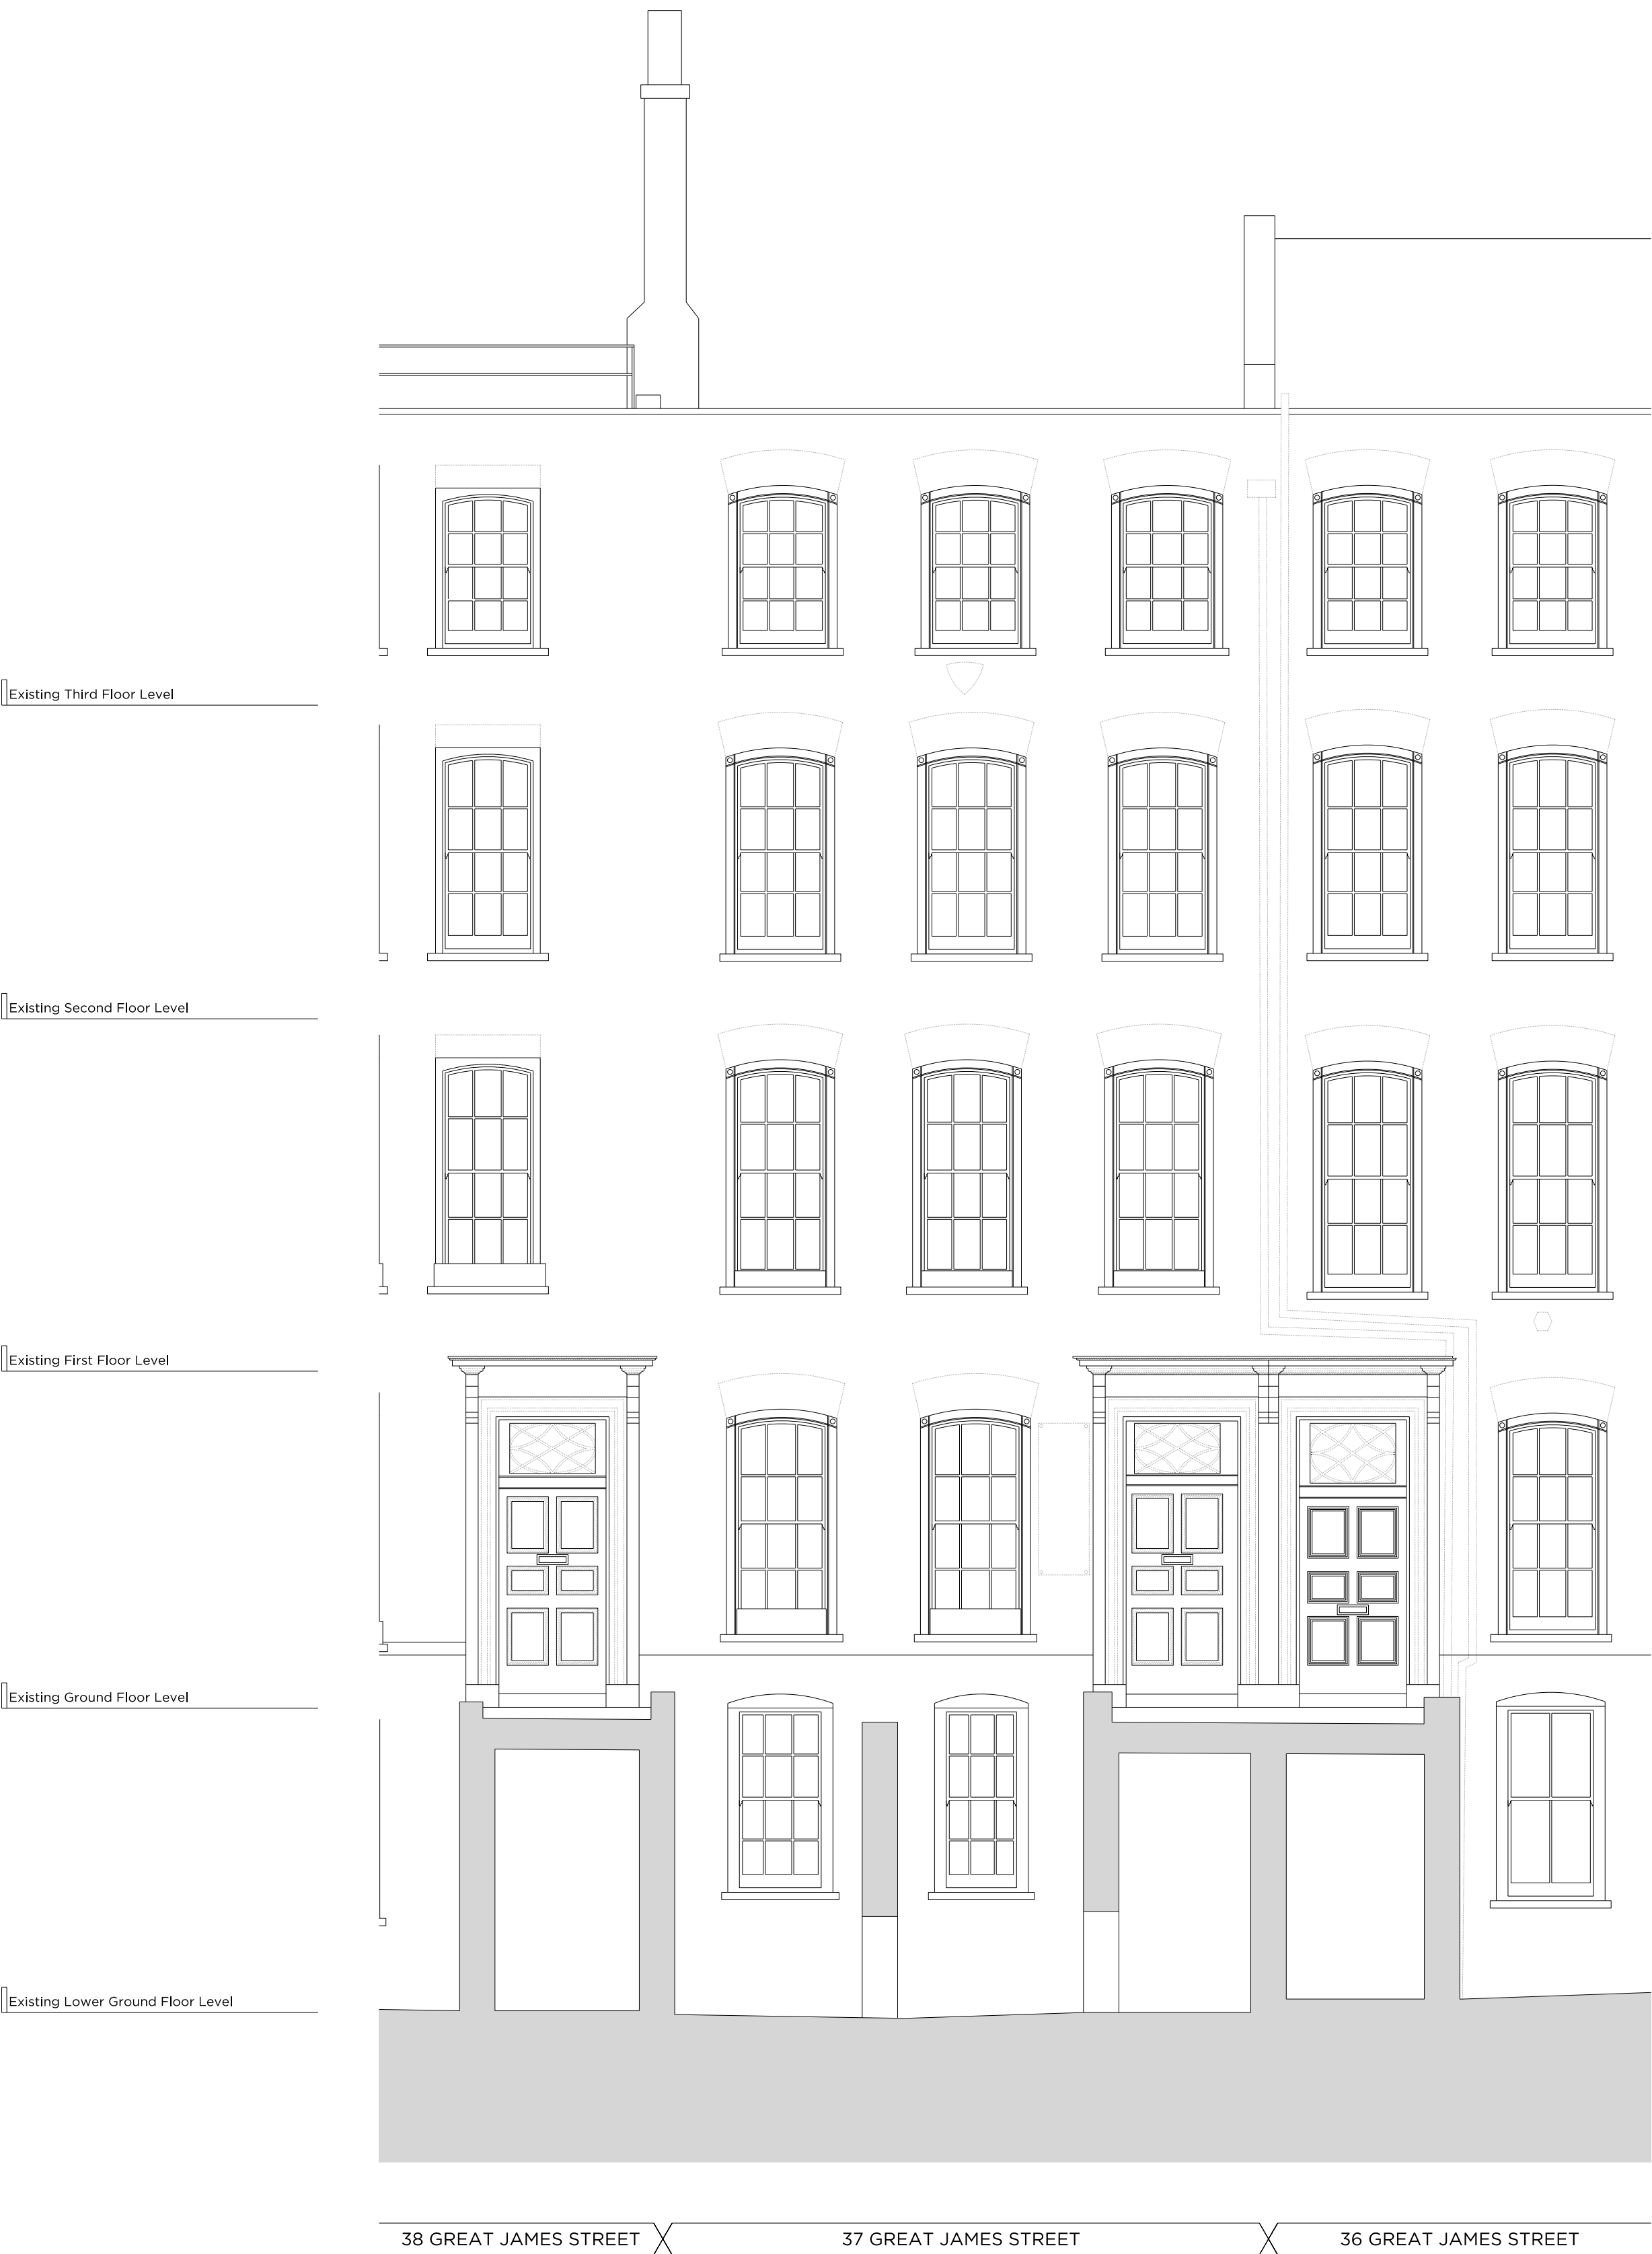 Existing Third Floor Level
Existing Second Floor Level
Existing First Floor Level
Existing Ground Floor Level
Existing Lower Ground Floor Level
38 GREAT JAMES STREET
37 GREAT JAMES STREET
36 GREAT JAMES STREET